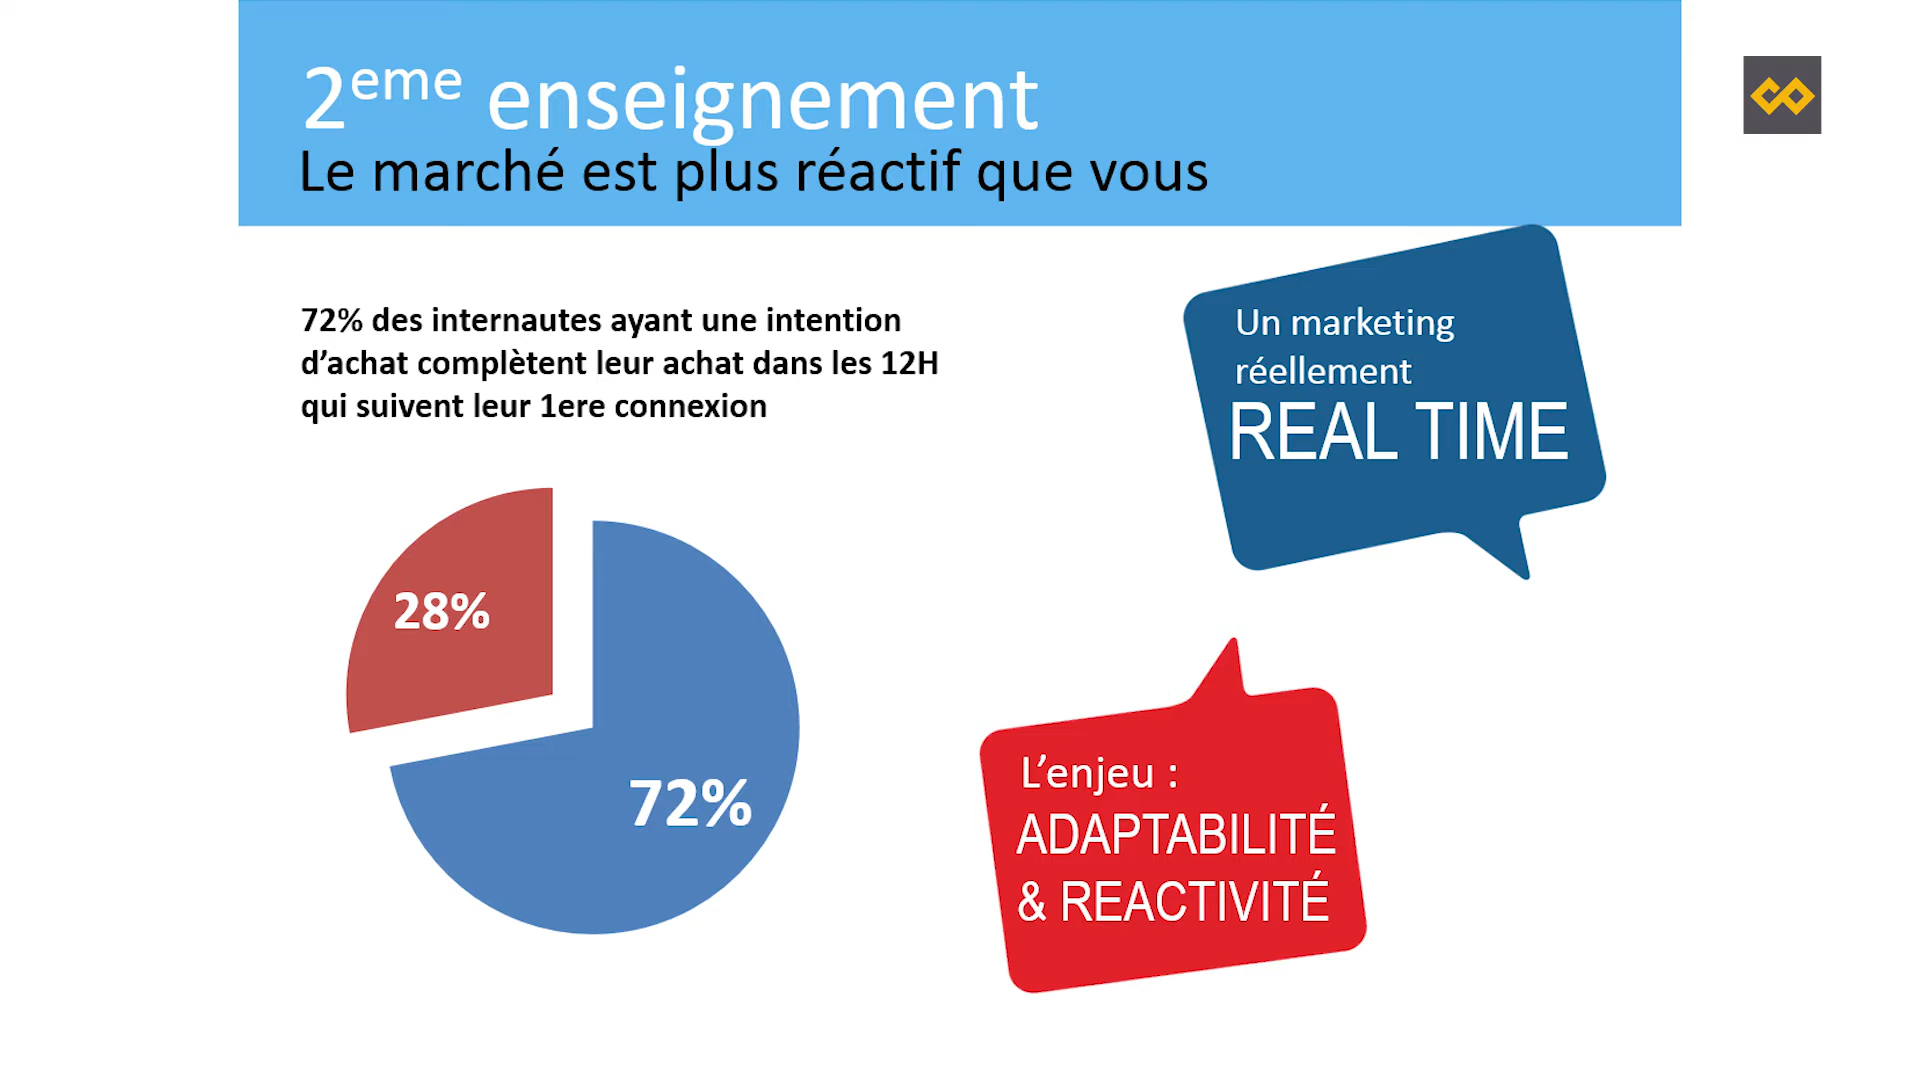 2eme enseignement
Le marché est plus réactif que vous
72% des internautes ayant une intention
d’achat complètent leur achat dans les 12H
qui suivent leur 1ere connexion
28%
72%
Un marketing
réellement
REAL TIME
L’enjeu :
ADAPTABILITÉ
& REACTIVITÉ